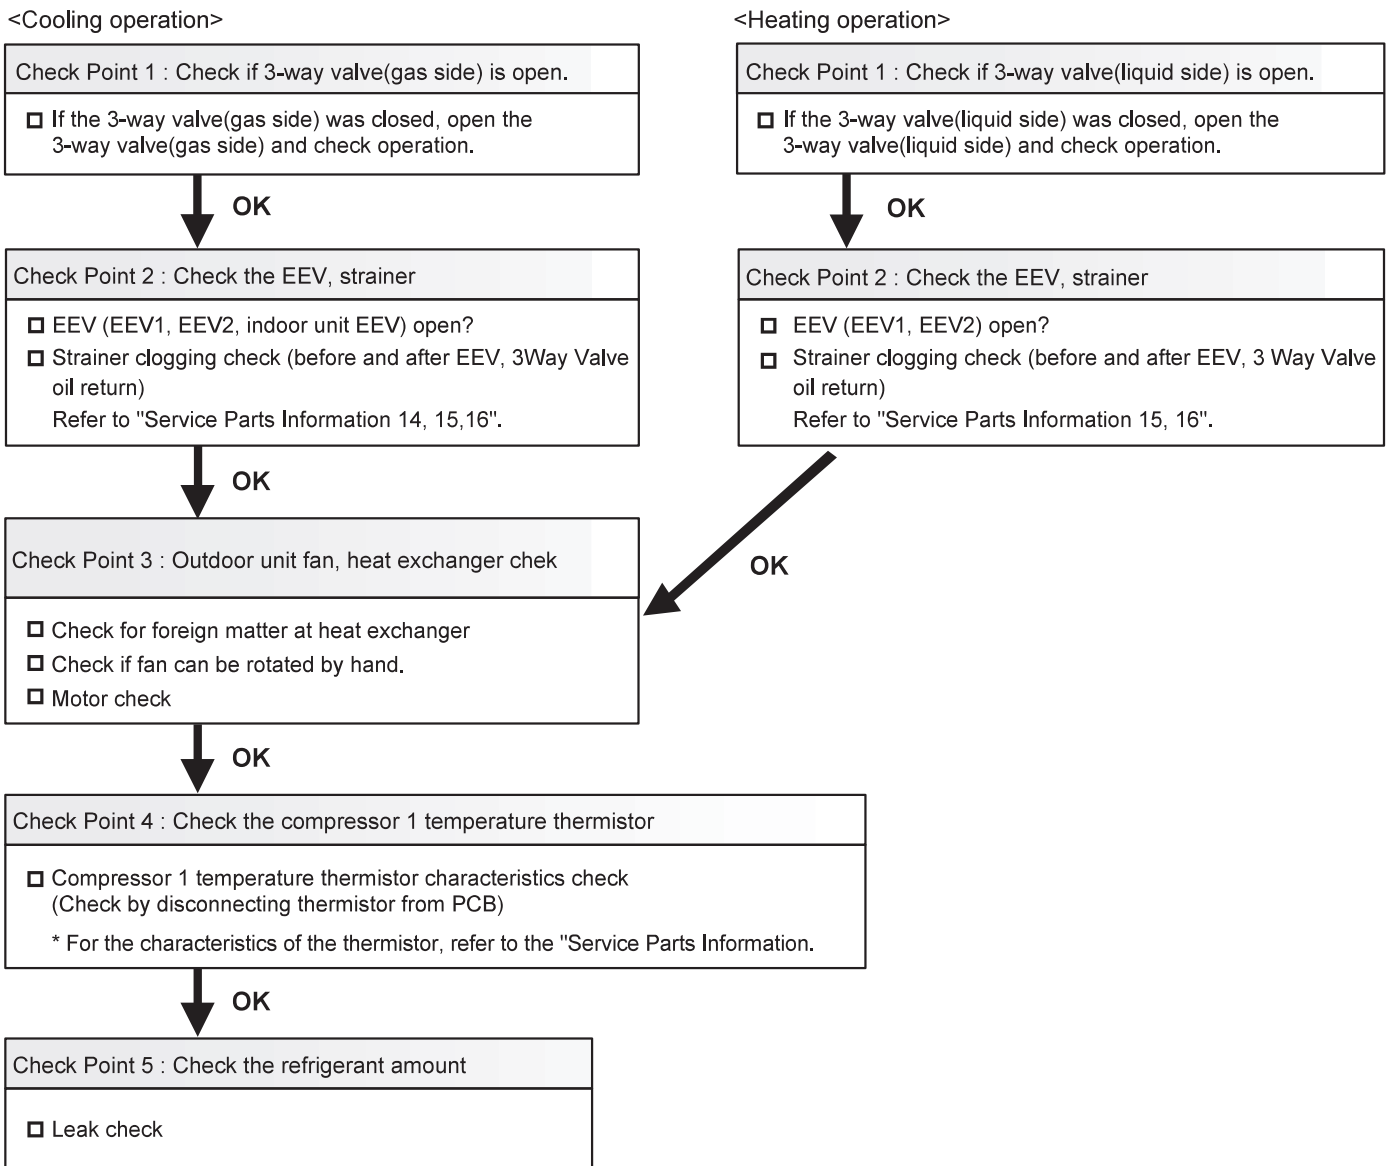 <Cooling operation>
Check Point 1 : Check if 3-way valve(gas side) is open.
If the 3-way valve(gas side) was closed, open the
3-way valve(gas side) and check operation.
OK
Check Point 2 : Check the EEV, strainer
EEV (EEV1, EEV2, indoor unit EEV) open?
Strainer clogging check (before and after EEV, 3Way Valve
oil return)
Refer to "Service Parts Information 14, 15,16".
OK
<Heating operation>
Check Point 1 : Check if 3-way valve(liquid side) is open.
If the 3-way valve(liquid side) was closed, open the
3-way valve(liquid side) and check operation.
OK
Check Point 2 : Check the EEV, strainer
EEV (EEV1, EEV2) open?
Strainer clogging check (before and after EEV, 3 Way Valve
oil return)
Refer to "Service Parts Information 15, 16".
OK
Check Point 3 : Outdoor unit fan, heat exchanger chek
Check for foreign matter at heat exchanger
Check if fan can be rotated by hand.
Motor check
OK
Check Point 4 : Check the compressor 1 temperature thermistor
Compressor 1 temperature thermistor characteristics check
(Check by disconnecting thermistor from PCB)
* For the characteristics of the thermistor, refer to the "Service Parts Information.
OK
Check Point 5 : Check the refrigerant amount
Leak check